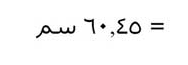 = ٦٠,٤٥ سم